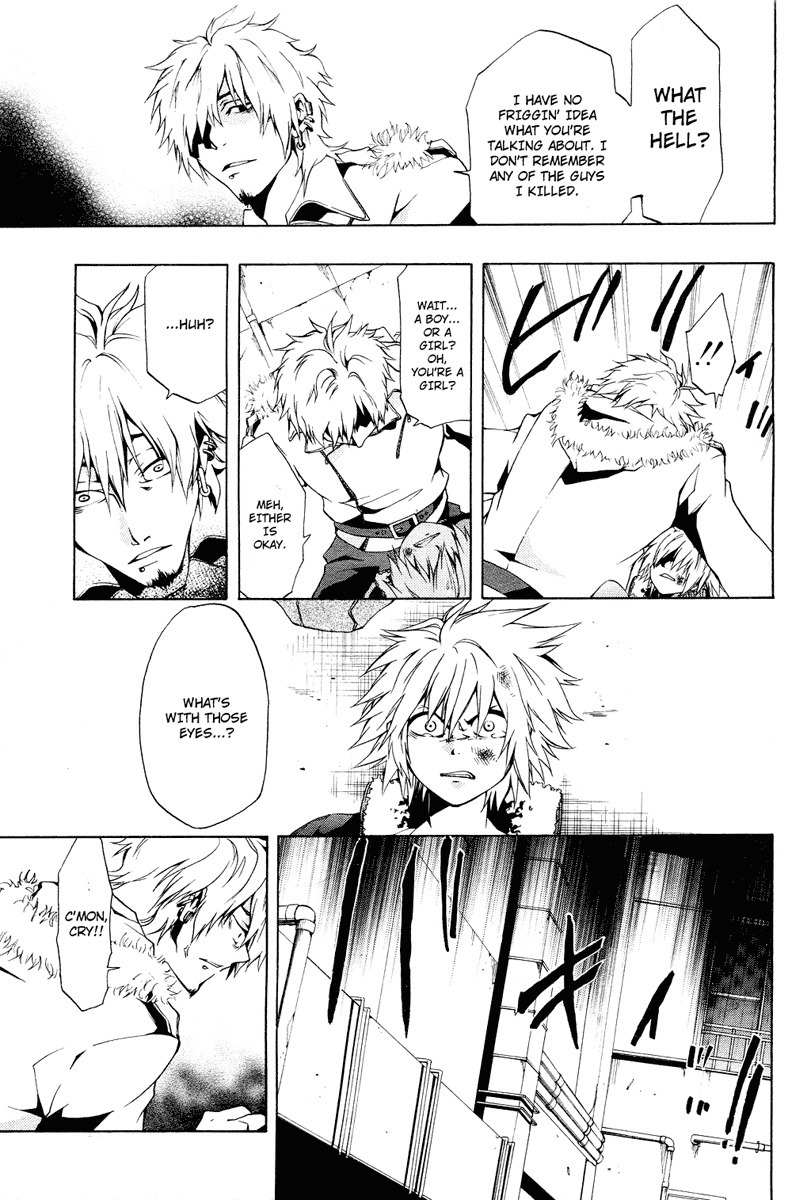 WHAT
THE
HELL?
I HAVE NO
FRIGGIN' IDEA
WHAT YOU'RE
TALKING ABOUT. I
DON'T REMEMBER
ANY OF THE GUYS
I KILLED.
!!
ビッ
WAIT...
A BOY...
OR A
GIRL?
OH,
YOU'RE A
GIRL?
MEH,
EITHER
IS
OKAY.
...HUH?
WHAT'S
WITH THOSE
EYES...?
C'MON,
CRY!!